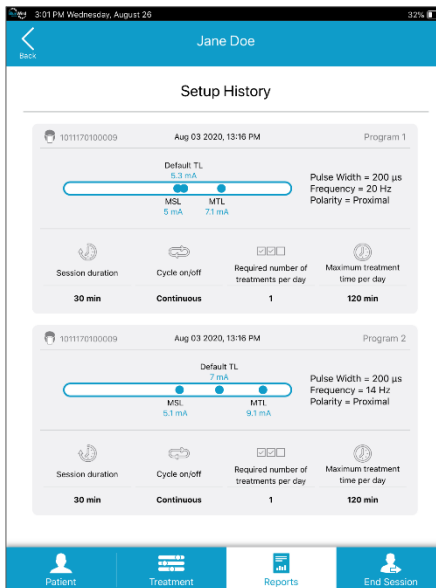 3:01 PM Wednesday, August 26
32%
Back
Jane Doe
Setup History
1011170100009
Aug 03 2020, 13:16 PM
Program 1
Default TL
5.3 mA
MSL
5 mA
MTL
7.1 mA
Pulse Width = 200 µs
Frequency = 20 Hz
Polarity = Proximal
Session duration
30 min
Cycle on/off
Continuous
Required number of
treatments per day
1
Maximum treatment
time per day
120 min
1011170100009
Aug 03 2020, 13:16 PM
Program 2
Default TL
7 mA
MSL
5.1 mA
MTL
9.1 mA
Pulse Width = 200 µs
Frequency = 14 Hz
Polarity = Proximal
Session duration
30 min
Cycle on/off
Continuous
Required number of
treatments per day
1
Maximum treatment
time per day
120 min
Patient
Treatment
Reports
End Session